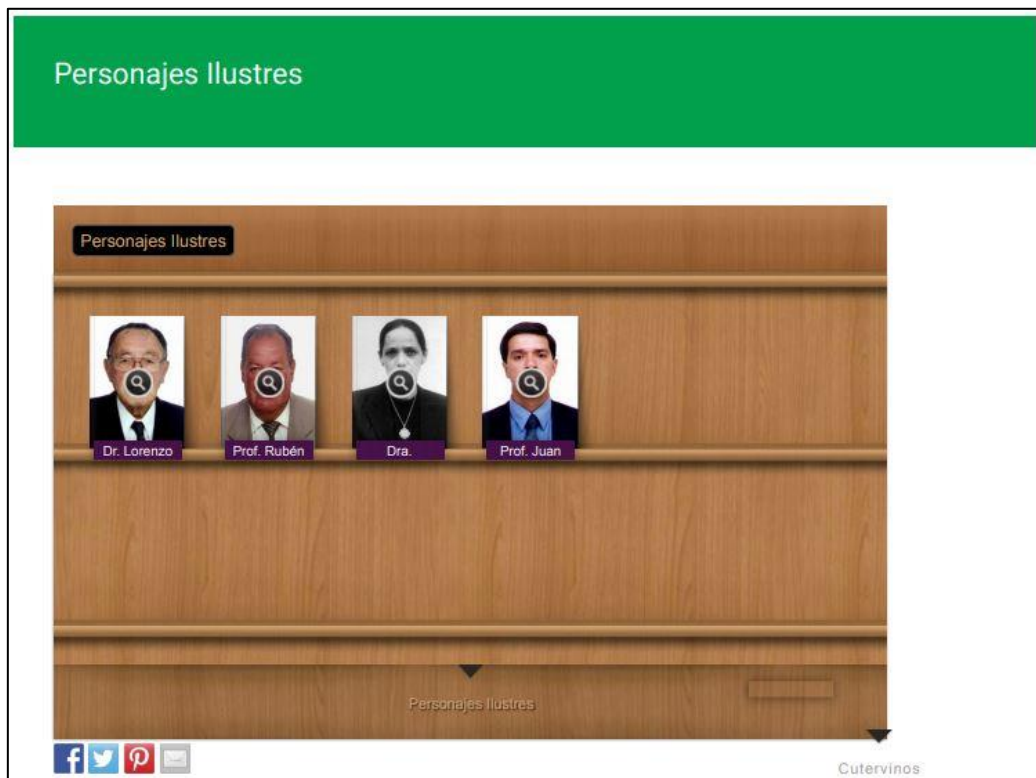 Personajes Ilustres
Personajes Ilustres
Dr. Lorenzo
Prof. Rubén
Dra.
Prof. Juan
Personajes Ilustres
Cutervinos